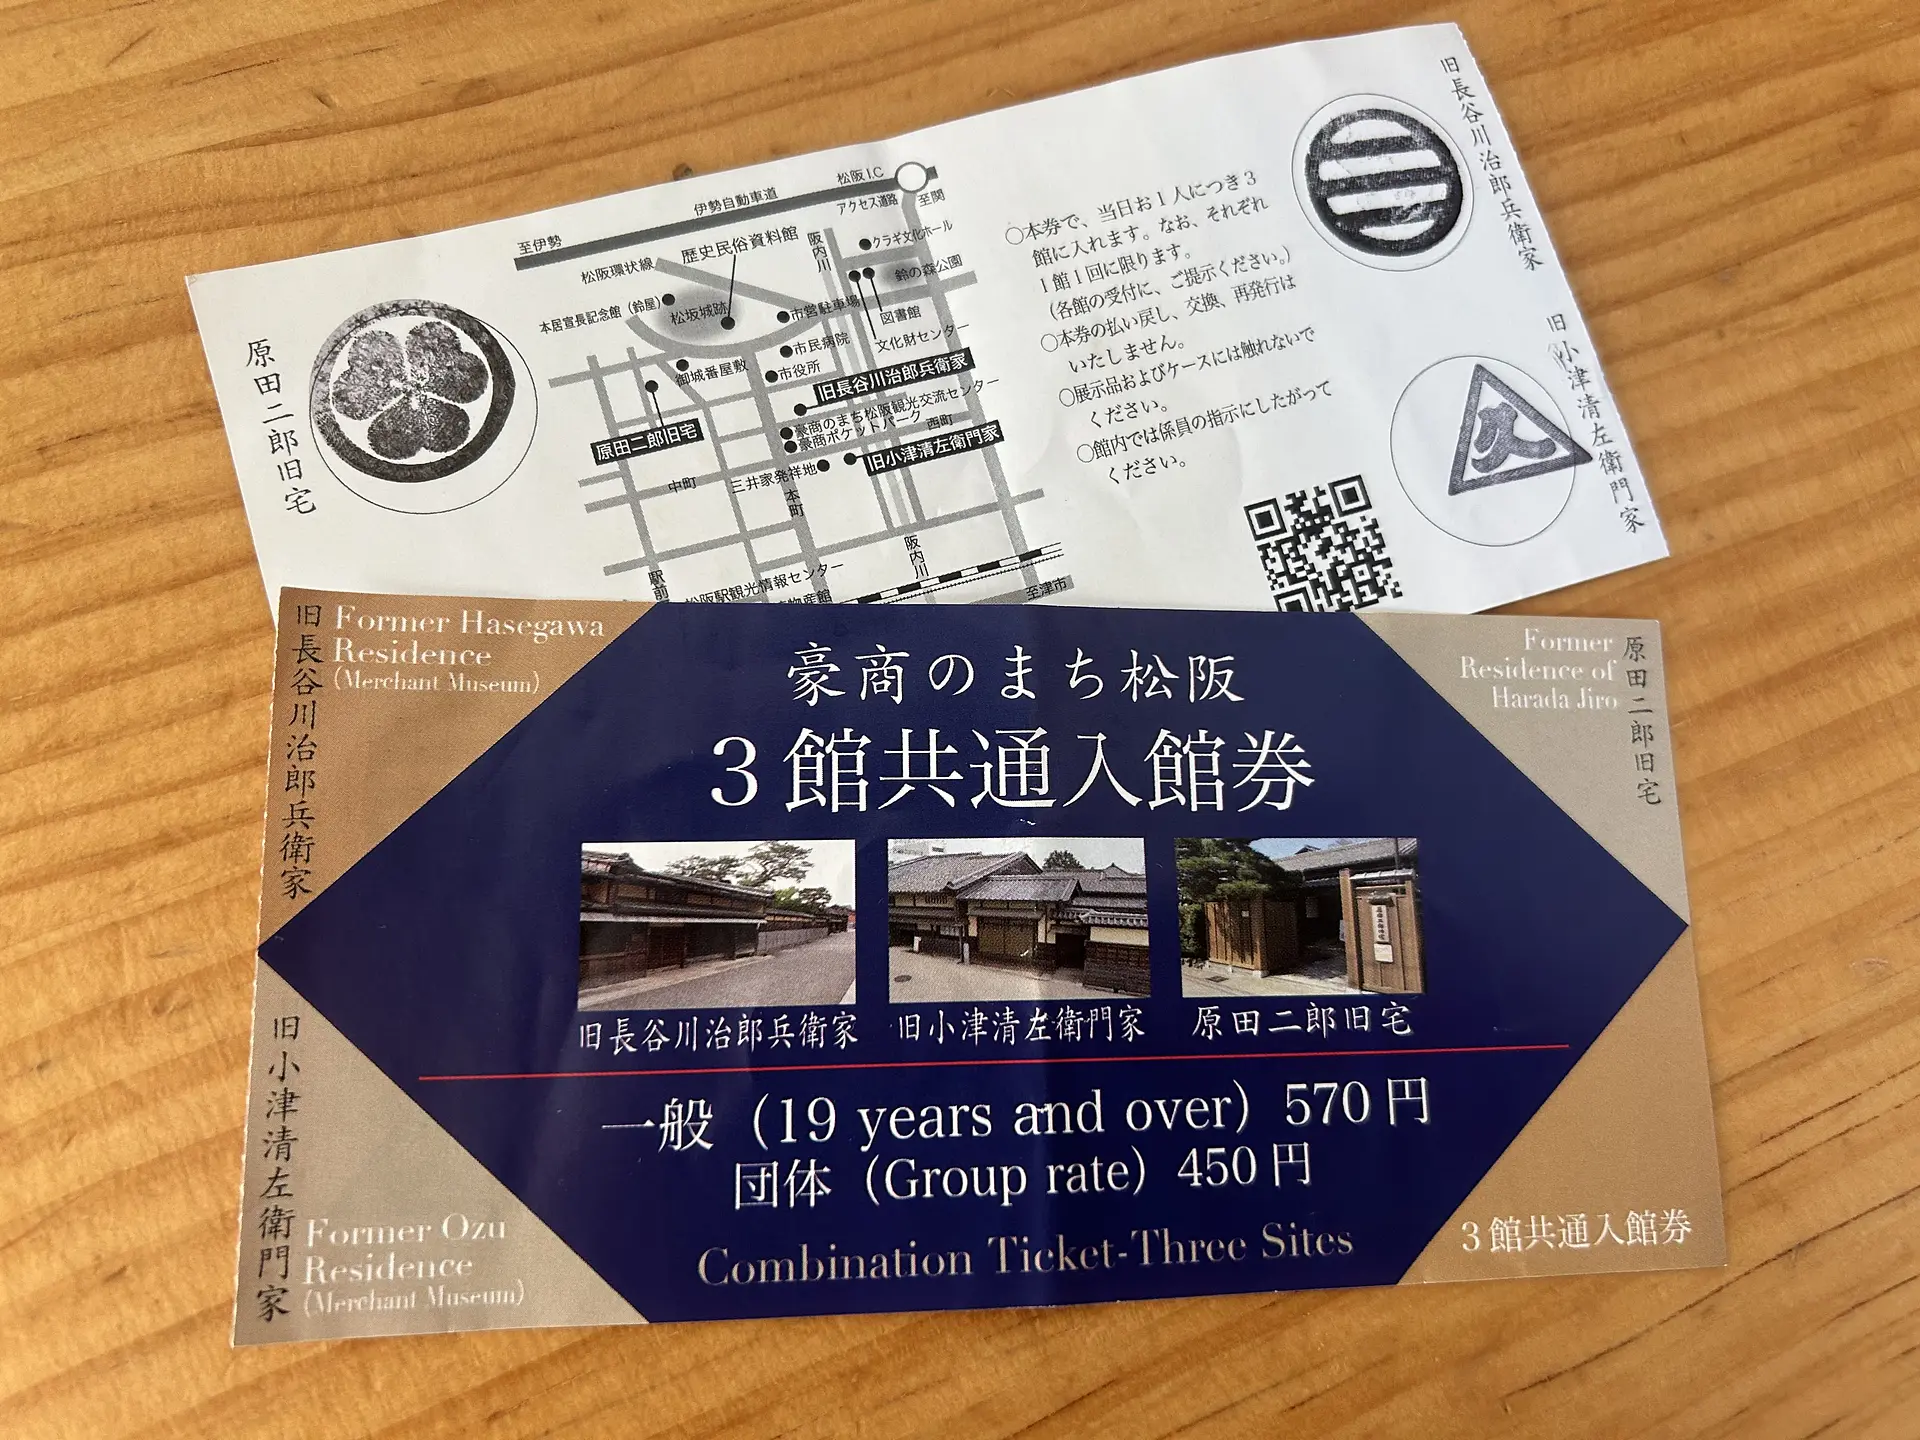 原田二郎旧宅
至伊勢
伊勢自動車道
松阪I.C
アクセス道路
至関
松阪環状線
歴史民俗資料館
阪内川
クラギ文化ホール
鈴の森公園
本居宣長記念館（鈴屋）
松坂城跡
市営駐車場
図書館
文化財センター
市民病院
御城番屋敷
市役所
旧長谷川治郎兵衛家
豪商のまち松阪観光交流センター
豪商ポケットパーク
西町
原田二郎旧宅
旧小津清左衛門家
中町
三井家発祥地
本町
阪内川
駅前
松阪駅観光情報センター
物産館
至津市
○本券で、当日お1人につき3
館に入れます。なお、それぞれ
1館1回に限ります。
（各館の受付に、ご提示ください。）
○本券の払い戻し、交換、再発行は
いたしません。
○展示品およびケースには触れないで
ください。
○館内では係員の指示にしたがって
ください。
旧長谷川治郎兵衛家
旧小津清左衛門家
久
旧長谷川治郎兵衛家
Former Hasegawa
Residence
(Merchant Museum)
豪商のまち松阪
3館共通入館券
Former
Residence of
Harada Jiro
原田二郎旧宅
旧長谷川治郎兵衛家
旧小津清左衛門家
原田二郎旧宅
一般（19 years and over）570円
団体（Group rate）450円
Combination Ticket-Three Sites
旧小津清左衛門家
Former Ozu
Residence
(Merchant Museum)
3館共通入館券